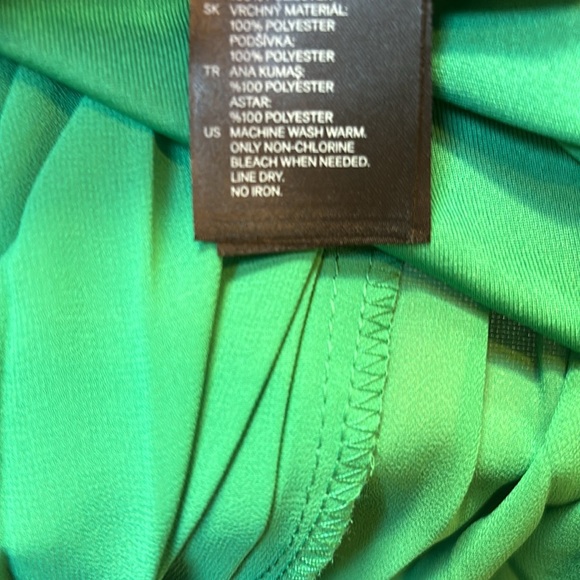 SK VRCHNÝ MATERIÁL:
100% POLYESTER
PODŠÍVKA:
100% POLYESTER
TR ANA KUMAŞ:
%100 POLYESTER
ASTAR:
%100 POLYESTER
US MACHINE WASH WARM.
ONLY NON-CHLORINE
BLEACH WHEN NEEDED.
LINE DRY.
NO IRON.